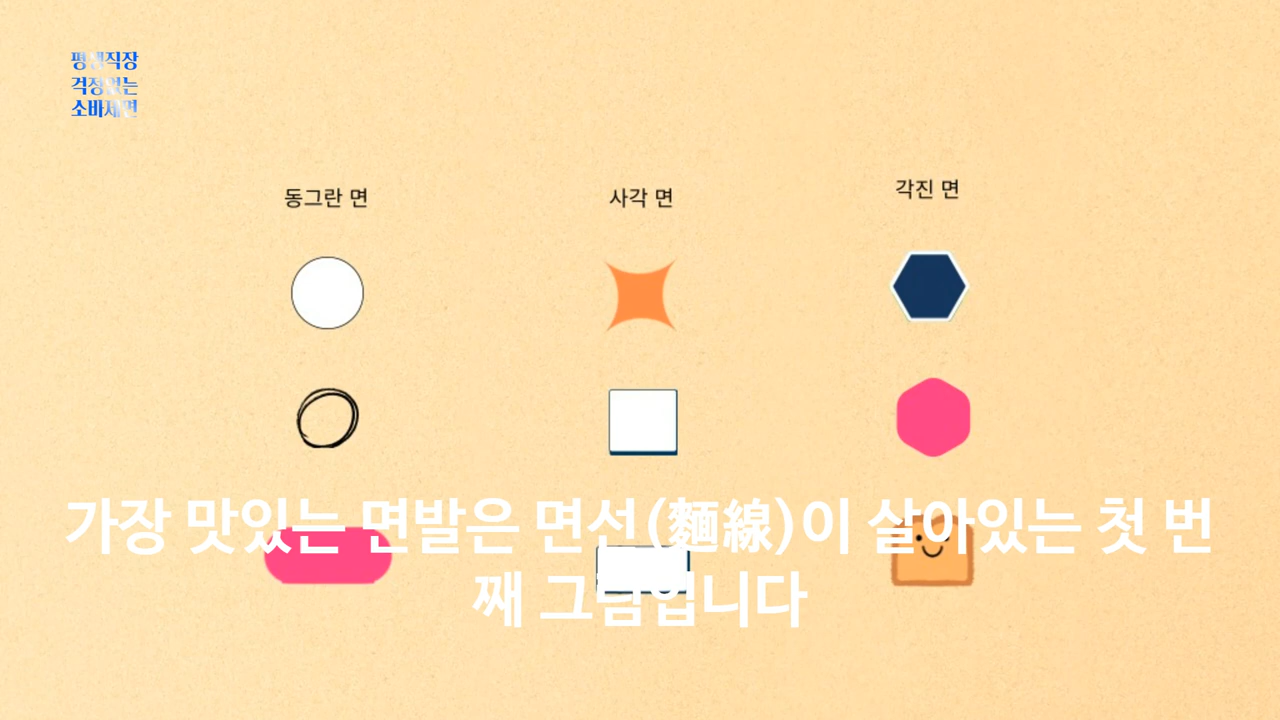 평생직장
걱정없는
소바제면
동그란 면
사각 면
각진 면
가장 맛있는 면발은 면선(麵線)이 살아있는 첫 번
째 그림입니다